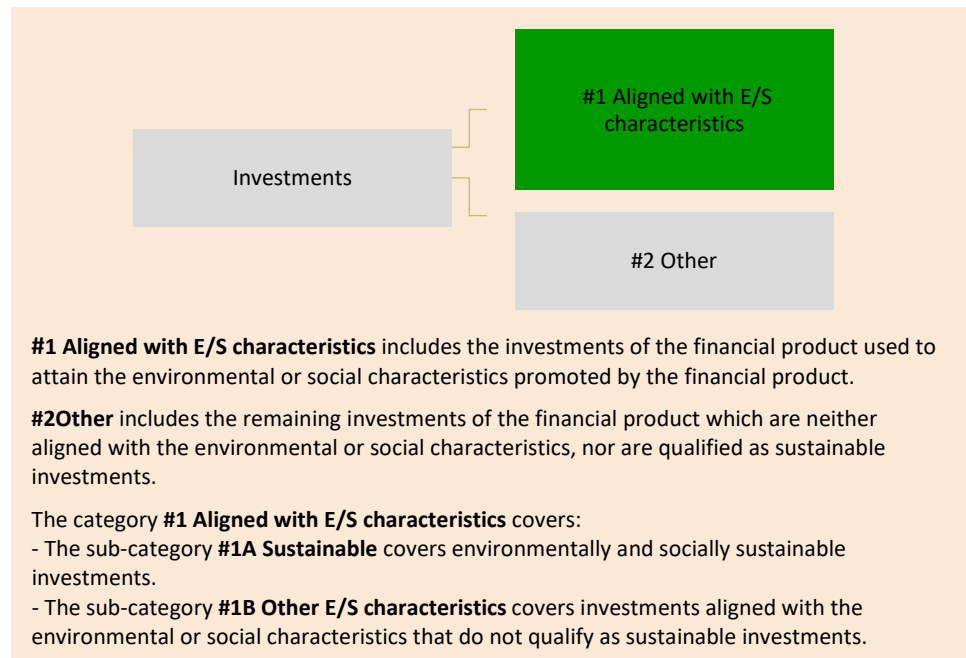 #1 Aligned with E/S
characteristics
Investments
#2 Other
#1 Aligned with E/S characteristics includes the investments of the financial product used to
attain the environmental or social characteristics promoted by the financial product.
#2Other includes the remaining investments of the financial product which are neither
aligned with the environmental or social characteristics, nor are qualified as sustainable
investments.
The category #1 Aligned with E/S characteristics covers:
- The sub-category #1A Sustainable covers environmentally and socially sustainable
investments.
- The sub-category #1B Other E/S characteristics covers investments aligned with the
environmental or social characteristics that do not qualify as sustainable investments.